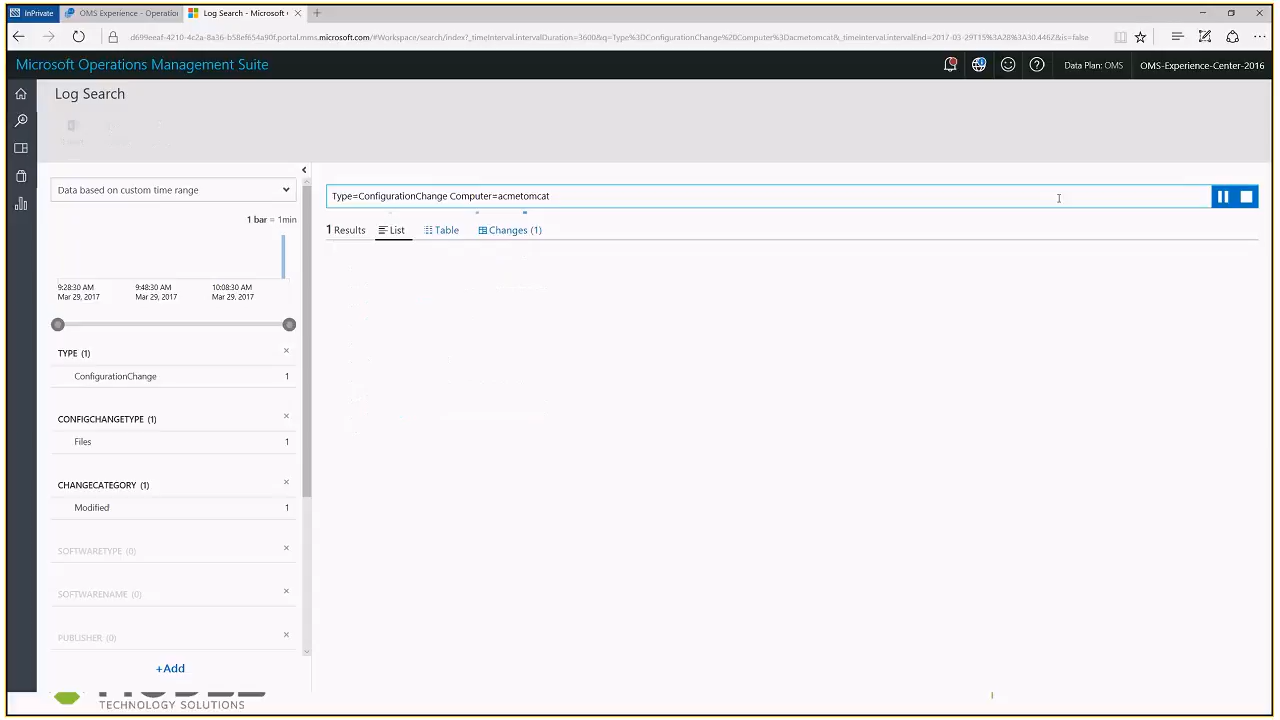 InPrivate
OMS Experience - Operation
Log Search - Microsoft
d699eeaf-4210-4c2a-8a36-b58ef654a90f.portal.mms.microsoft.com/#Workspace/search/index?_timeInterval.intervalDuration=3600&q=Type%3DConfigurationChange%20Computer%3Dacmetomcat&_timeInterval.intervalEnd=2017-03-29T15%3A28%3A30.446Z&is=false
Microsoft Operations Management Suite
Data Plan: OMS
OMS-Experience-Center-2016
Log Search
Data based on custom time range
1 bar = 1min
9:28:30 AM
Mar 29, 2017
9:48:30 AM
Mar 29, 2017
10:08:30 AM
Mar 29, 2017
TYPE (1)
ConfigurationChange 1
CONFIGCHANGETYPE (1)
Files 1
CHANGECATEGORY (1)
Modified 1
SOFTWARETYPE (0)
SOFTWARENAME (0)
PUBLISHER (0)
+Add
Type=ConfigurationChange Computer=acmetomcat
1 Results
List
Table
Changes (1)
TECHNOLOGY SOLUTIONS